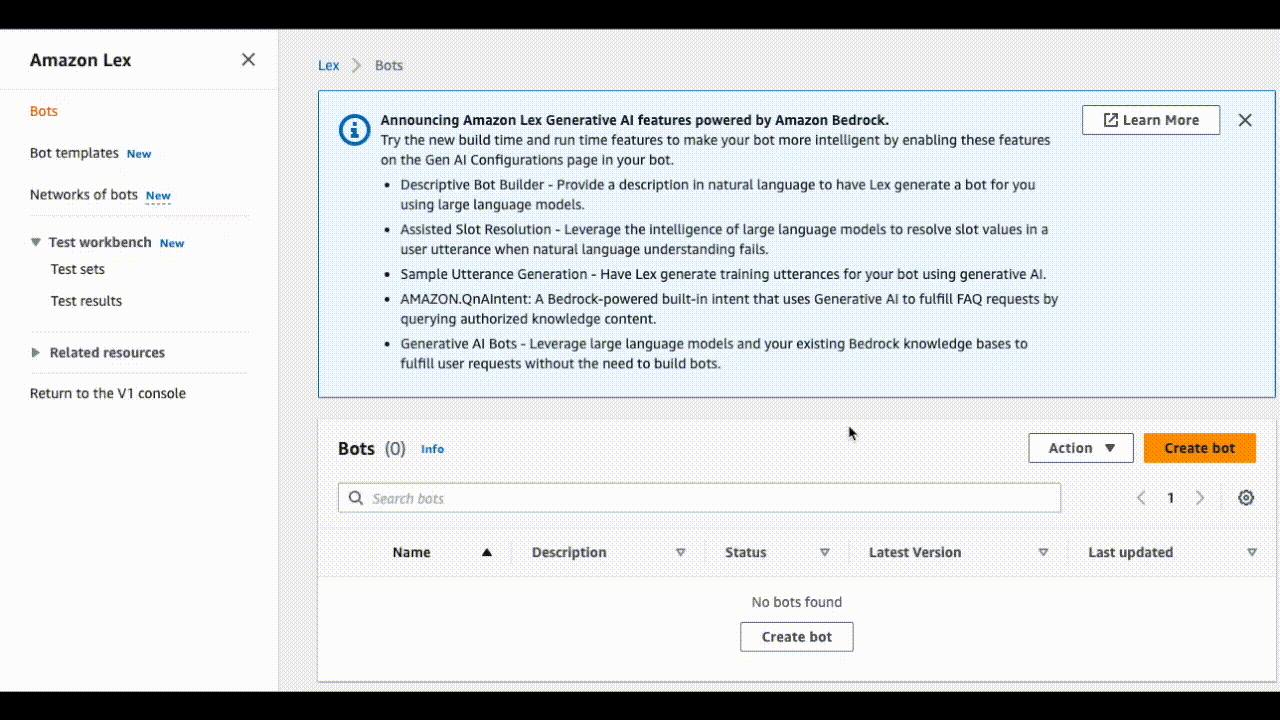 Amazon Lex
Bots
Bot templates New
Networks of bots New
Test workbench New
Test sets
Test results
Related resources
Return to the V1 console
Lex Bots
Announcing Amazon Lex Generative AI features powered by Amazon Bedrock.
Try the new build time and run time features to make your bot more intelligent by enabling these features
on the Gen AI Configurations page in your bot.
• Descriptive Bot Builder - Provide a description in natural language to have Lex generate a bot for you
using large language models.
• Assisted Slot Resolution - Leverage the intelligence of large language models to resolve slot values in a
user utterance when natural language understanding fails.
• Sample Utterance Generation - Have Lex generate training utterances for your bot using generative AI.
• AMAZON.QnAIntent: A Bedrock-powered built-in intent that uses Generative AI to fulfill FAQ requests by
querying authorized knowledge content.
• Generative AI Bots - Leverage large language models and your existing Bedrock knowledge bases to
fulfill user requests without the need to build bots.
Learn More
Bots (0) Info
Action
Create bot
Search bots
1
Name Description Status Latest Version Last updated
No bots found
Create bot